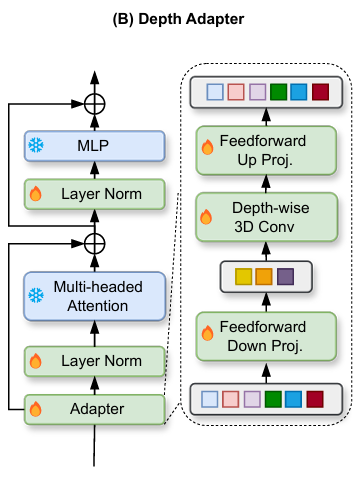 (B) Depth Adapter
MLP
Layer Norm
Multi-headed
Attention
Layer Norm
Adapter
Feedforward
Up Proj.
Depth-wise
3D Conv
Feedforward
Down Proj.